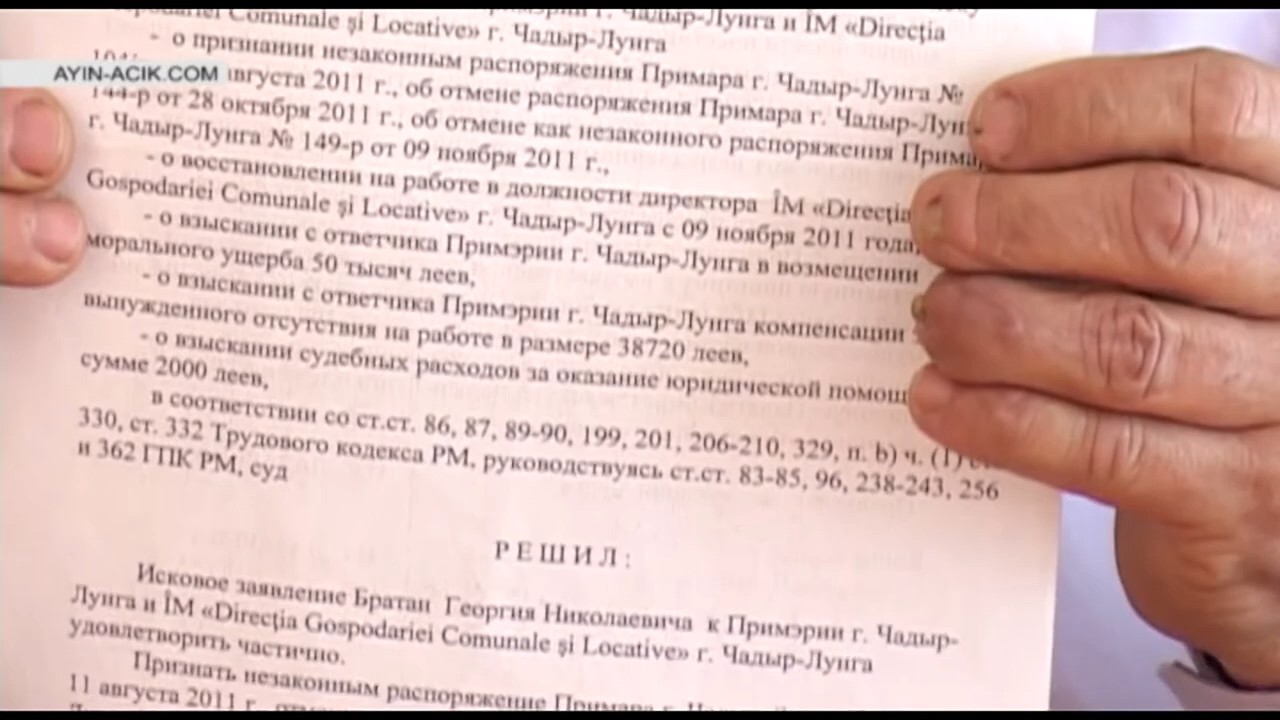 г. Чадыр-Лунга и ÎM «Direcţia
Comunale şi Locative» г. Чадыр-Лунга
- о признании незаконным распоряжения Примара г. Чадыр-Лунга №
AYIN-ACIK.COM
августа 2011 г., об отмене распоряжения Примара г. Чадыр-Лун
144-р от 28 октября 2011 г., об отмене как незаконного распоряжения Прима
г. Чадыр-Лунга № 149-р от 09 ноября 2011 г.,
- о восстановлении на работе в должности директора ÎM «Direcţia
Gospodariei Comunale şi Locative» г. Чадыр-Лунга с 09 ноября 2011 года,
- о взыскании с ответчика Примэрии г. Чадыр-Лунга в возмещении
морального ущерба 50 тысяч леев,
- о взыскании с ответчика Примэрии г. Чадыр-Лунга компенсации
вынужденного отсутствия на работе в размере 38720 леев,
- о взыскании судебных расходов за оказание юридической помощ
сумме 2000 леев,
в соответствии со ст.ст. 86, 87, 89-90, 199, 201, 206-210, 329, п. b) ч. (1)
330, ст. 332 Трудового кодекса РМ, руководствуясь ст.ст. 83-85, 96, 238-243, 256
и 362 ГПК РМ, суд
Р Е Ш И Л :
Исковое заявление Братан Георгия Николаевича к Примэрии г. Чадыр-
Лунга и ÎM «Direcţia Gospodariei Comunale şi Locative» г. Чадыр-Лунга
удовлетворить частично.
Признать незаконным распоряжение Примара г.
11 августа 2011 г.,